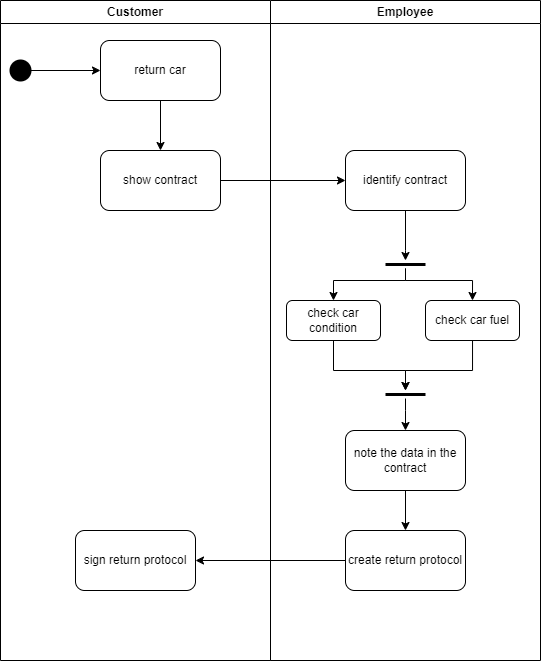 Customer
Employee
return car
show contract
identify contract
check car
condition
check car fuel
note the data in the
contract
sign return protocol
create return protocol